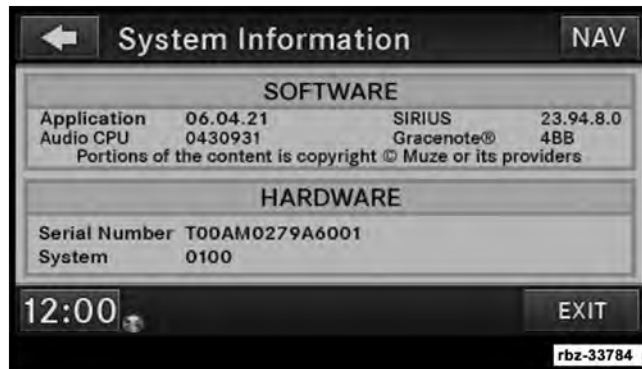 System Information NAV
SOFTWARE
Application 06.04.21 SIRIUS 23.94.8.0
Audio CPU 0430931 Gracenote® 4BB
Portions of the content is copyright © Muze or its providers
HARDWARE
Serial Number T00AM0279A6001
System 0100
12:00 EXIT
rbz-33784